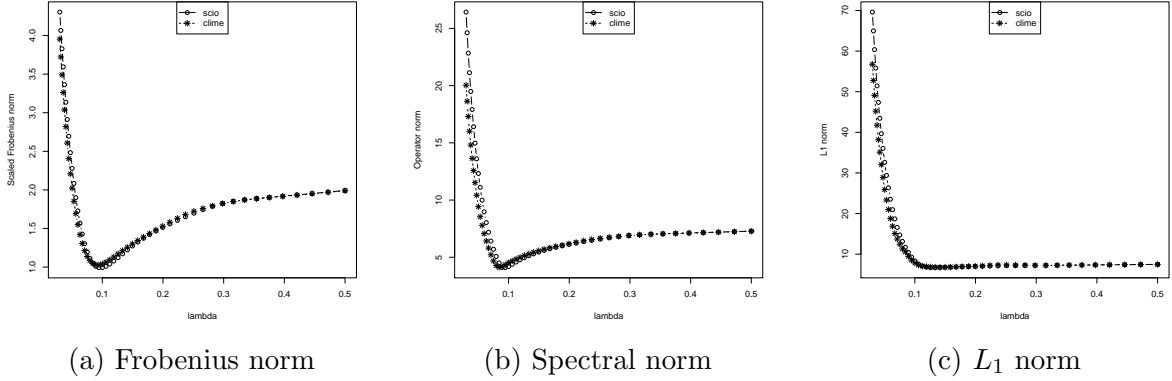 scio
clime
Scaled Frobenius norm
4.0
3.5
3.0
2.5
2.0
1.5
1.0
0.1 0.2 0.3 0.4 0.5
lambda
(a) Frobenius norm
scio
clime
Operator norm
25
20
15
10
5
0.1 0.2 0.3 0.4 0.5
lambda
(b) Spectral norm
scio
clime
L1 norm
70
60
50
40
30
20
10
0.1 0.2 0.3 0.4 0.5
lambda
(c) L₁ norm